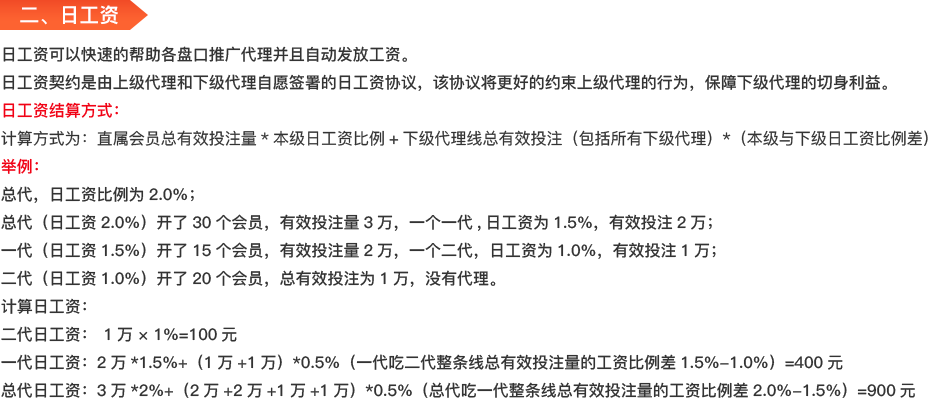 二、日工资
日工资可以快速的帮助各盘口推广代理并且自动发放工资。
日工资契约是由上级代理和下级代理自愿签署的日工资协议，该协议将更好的约束上级代理的行为，保障下级代理的切身利益。
日工资结算方式：
计算方式为：直属会员总有效投注量 * 本级日工资比例 + 下级代理线总有效投注（包括所有下级代理）*（本级与下级日工资比例差）
举例：
总代，日工资比例为 2.0%；
总代（日工资 2.0%）开了 30 个会员，有效投注量 3 万，一个一代 , 日工资为 1.5%，有效投注 2 万；
一代（日工资 1.5%）开了 15 个会员，有效投注量 2 万，一个二代，日工资为 1.0%，有效投注 1 万；
二代（日工资 1.0%）开了 20 个会员，总有效投注为 1 万，没有代理。
计算日工资：
二代日工资： 1 万 × 1%=100 元
一代日工资：2 万 *1.5%+（1 万 +1 万）*0.5%（一代吃二代整条线总有效投注量的工资比例差 1.5%-1.0%）=400 元
总代日工资：3 万 *2%+（2 万 +2 万 +1 万 +1 万）*0.5%（总代吃一代整条线总有效投注量的工资比例差 2.0%-1.5%）=900 元